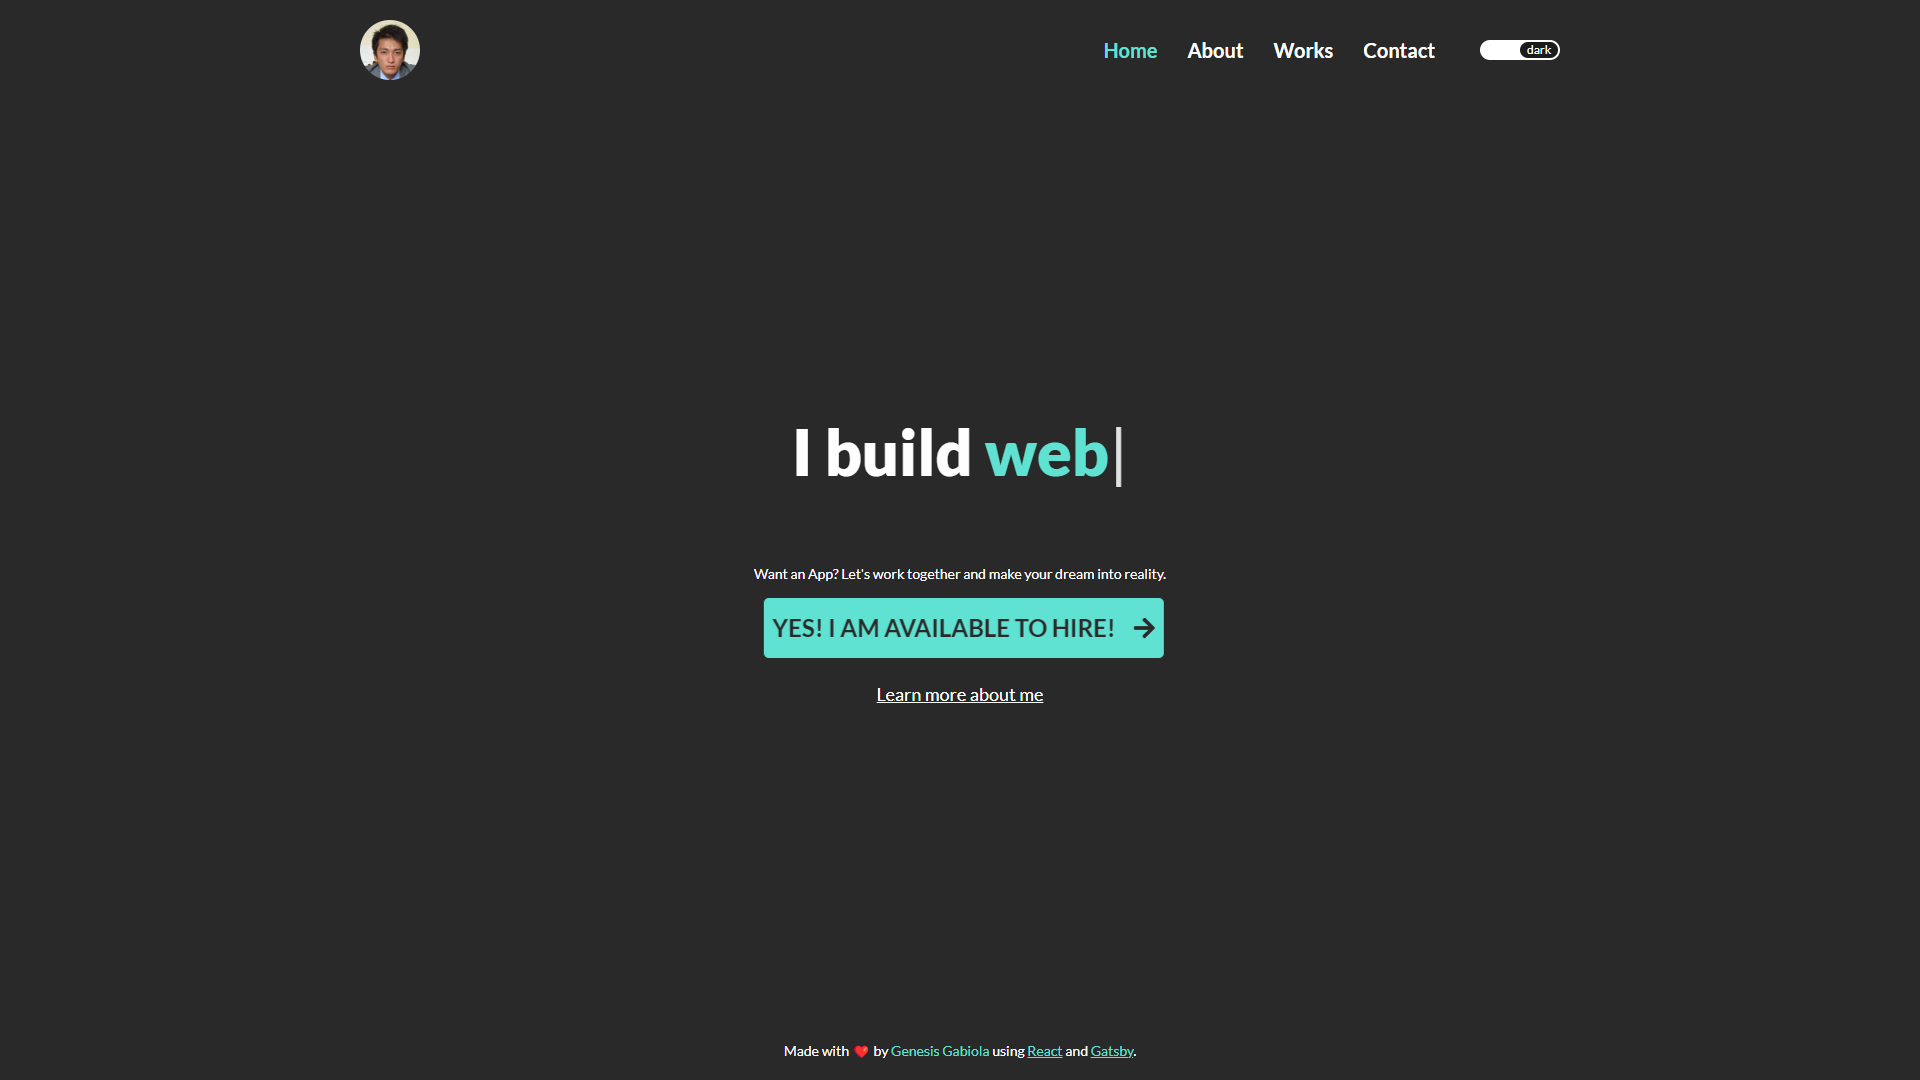 Home About Works Contact dark
I build web
Want an App? Let's work together and make your dream into reality.
YES! I AM AVAILABLE TO HIRE!
Learn more about me
Made with ❤️ by Genesis Gabiola using React and Gatsby.